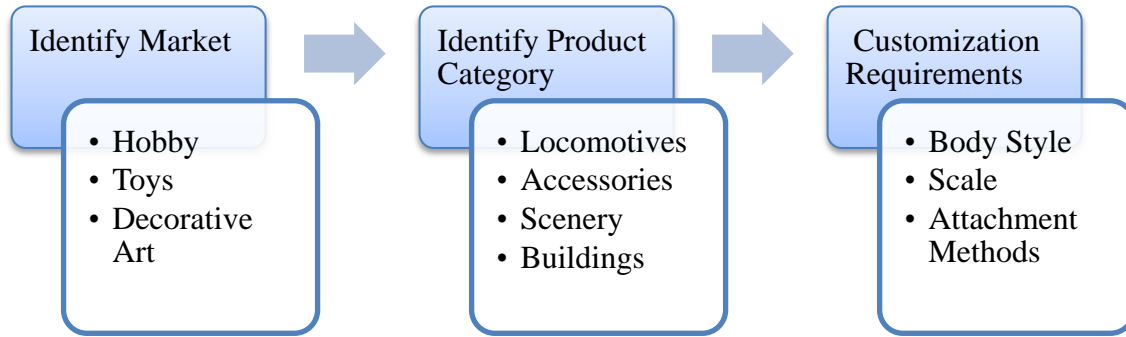 Identify Market
• Hobby
• Toys
• Decorative
Art
Identify Product
Category
• Locomotives
• Accessories
• Scenery
• Buildings
Customization
Requirements
• Body Style
• Scale
• Attachment
Methods